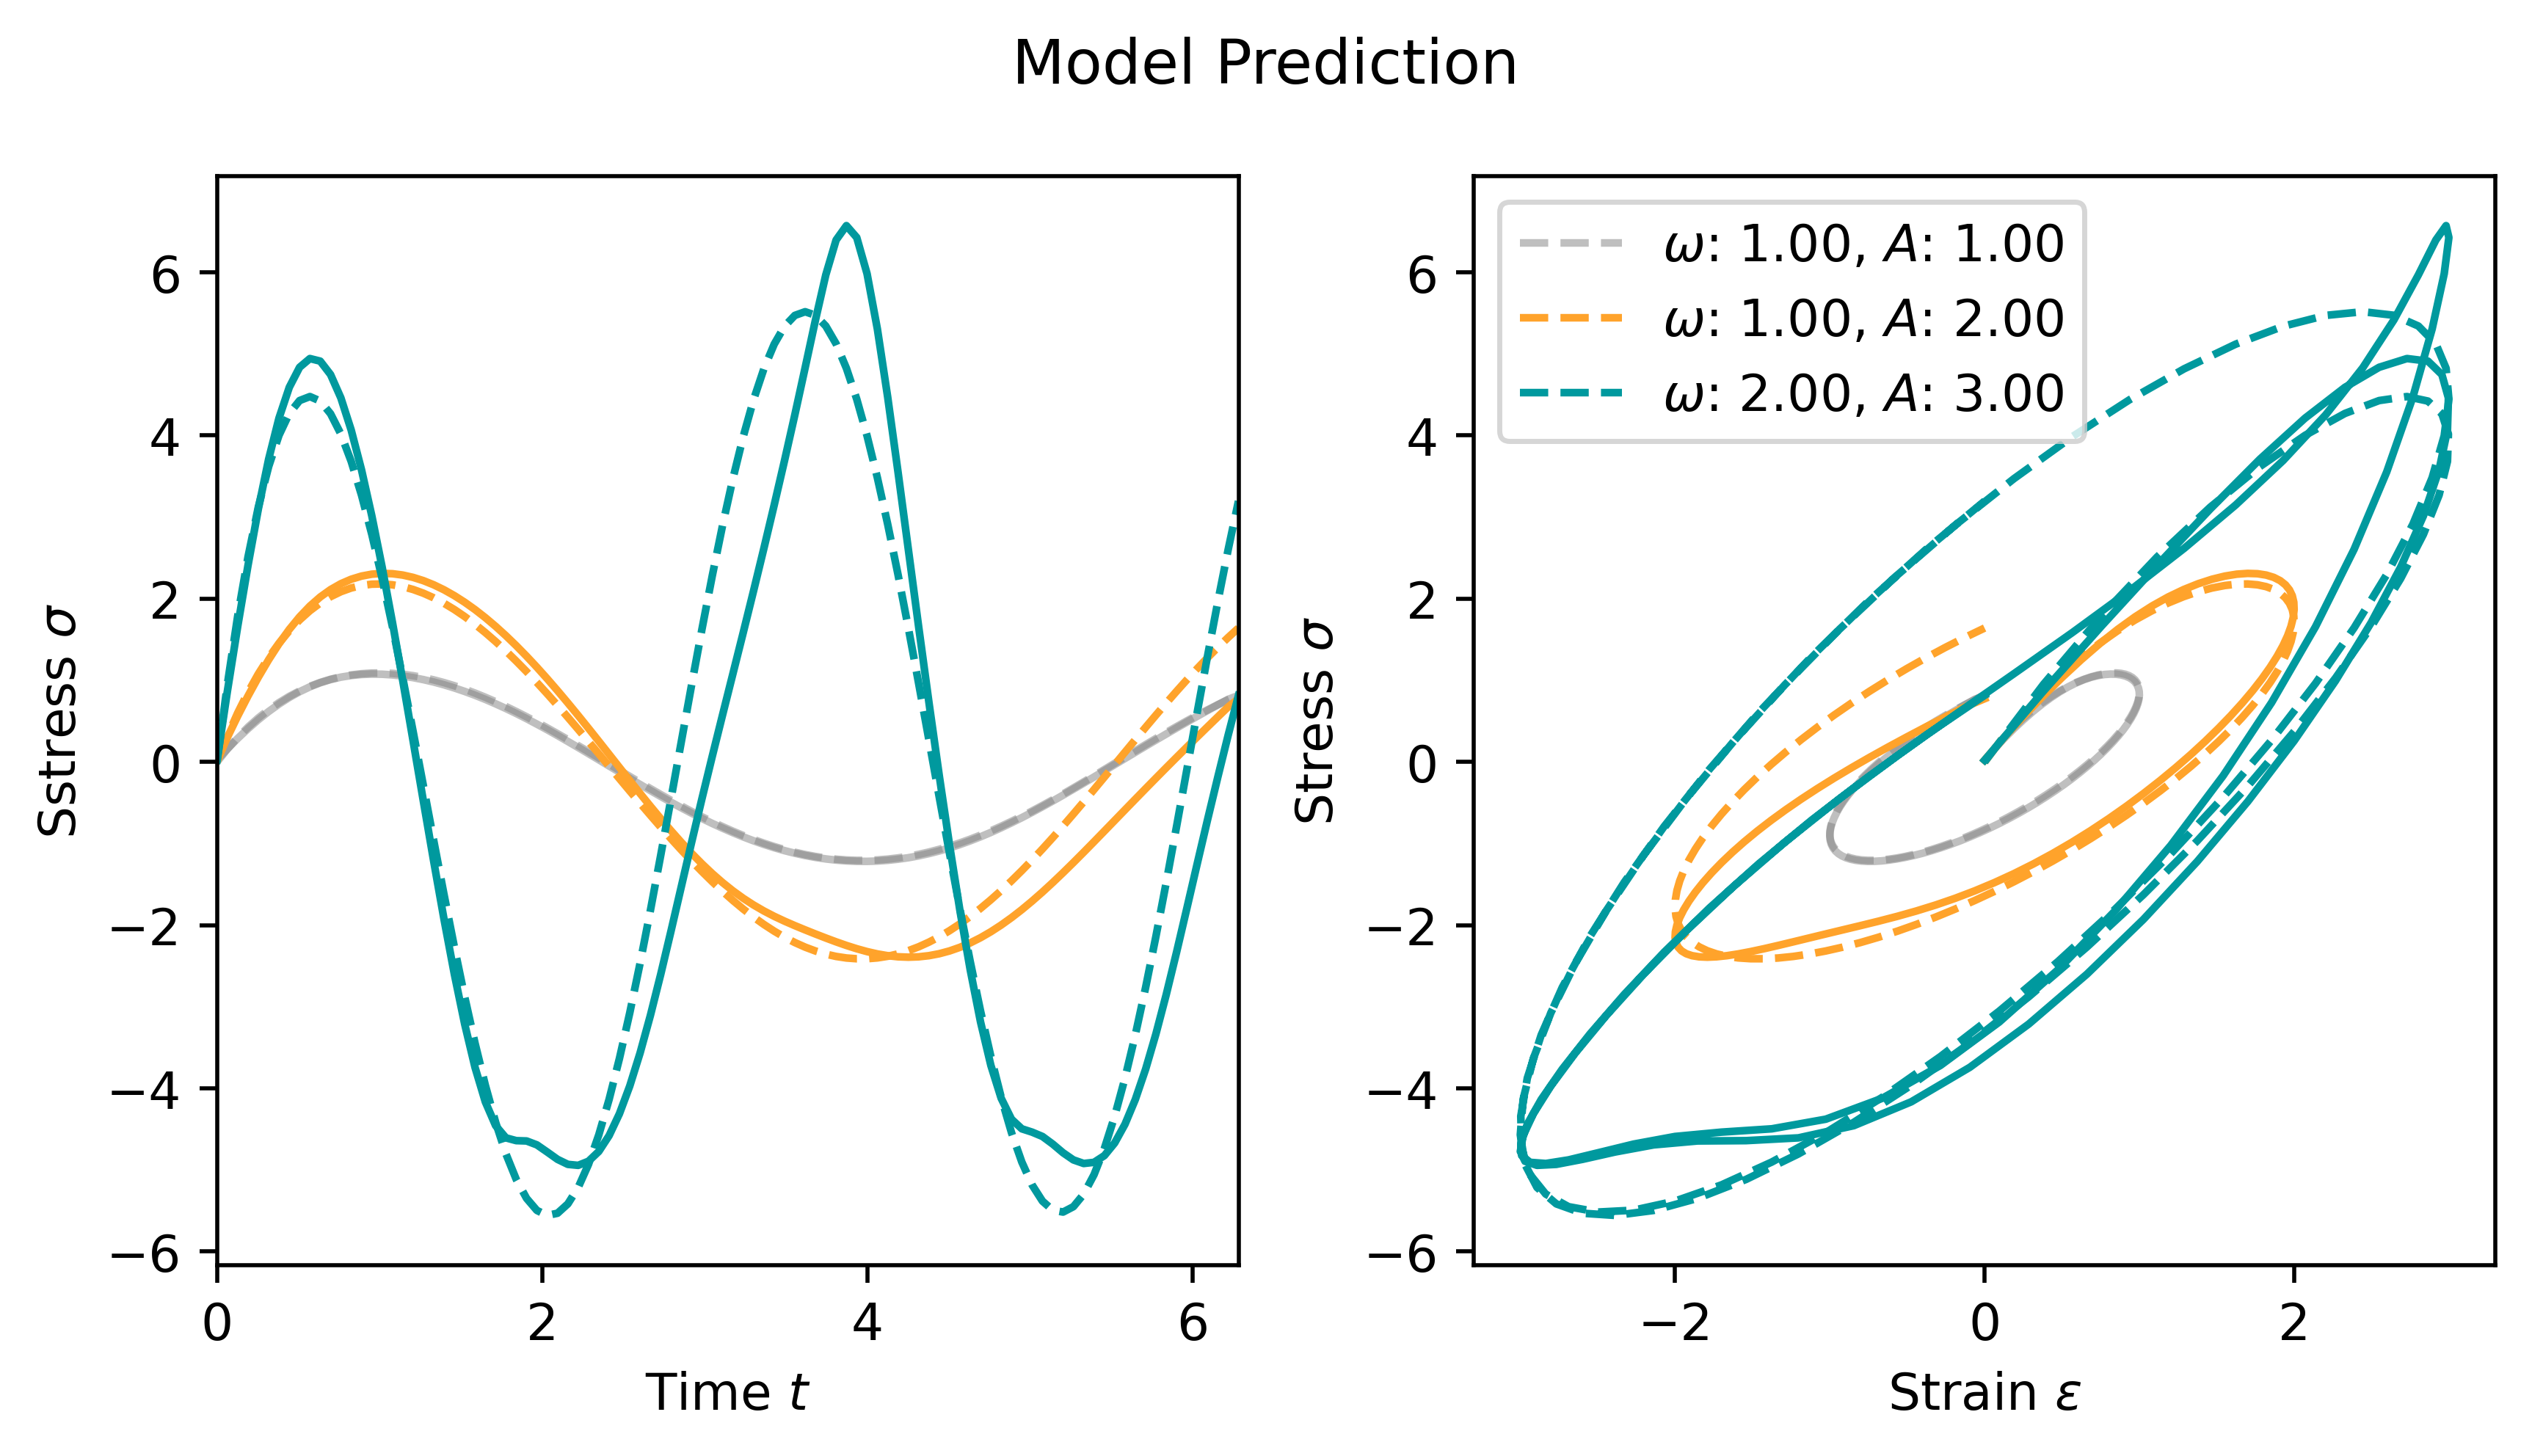 Model Prediction
6
4
2
0
−2
−4
−6
Sstress σ
0 2 4 6
Time t
ω: 1.00, A: 1.00
ω: 1.00, A: 2.00
ω: 2.00, A: 3.00
6
4
2
0
−2
−4
−6
Stress σ
−2 0 2
Strain ε